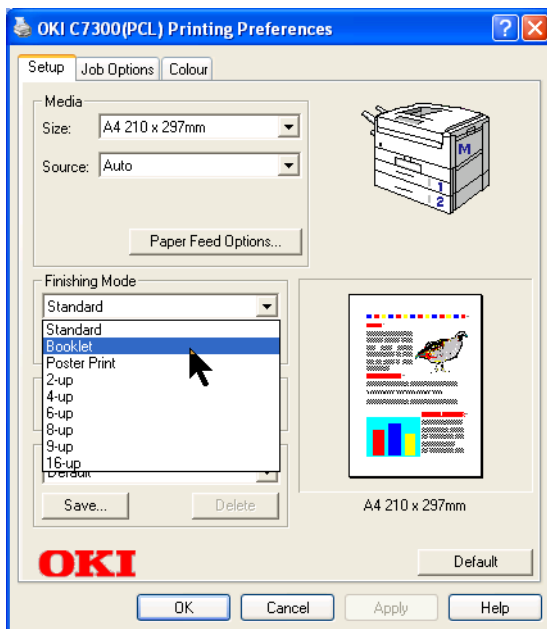 OKI C7300(PCL) Printing Preferences
Setup
Job Options
Colour
Media
Size:
A4 210 x 297mm
Source:
Auto
Paper Feed Options...
M
1
2
Finishing Mode
Standard
Standard
Booklet
Poster Print
2-up
4-up
6-up
8-up
9-up
16-up
Default
Save...
Delete
A4 210 x 297mm
OKI
Default
OK
Cancel
Apply
Help